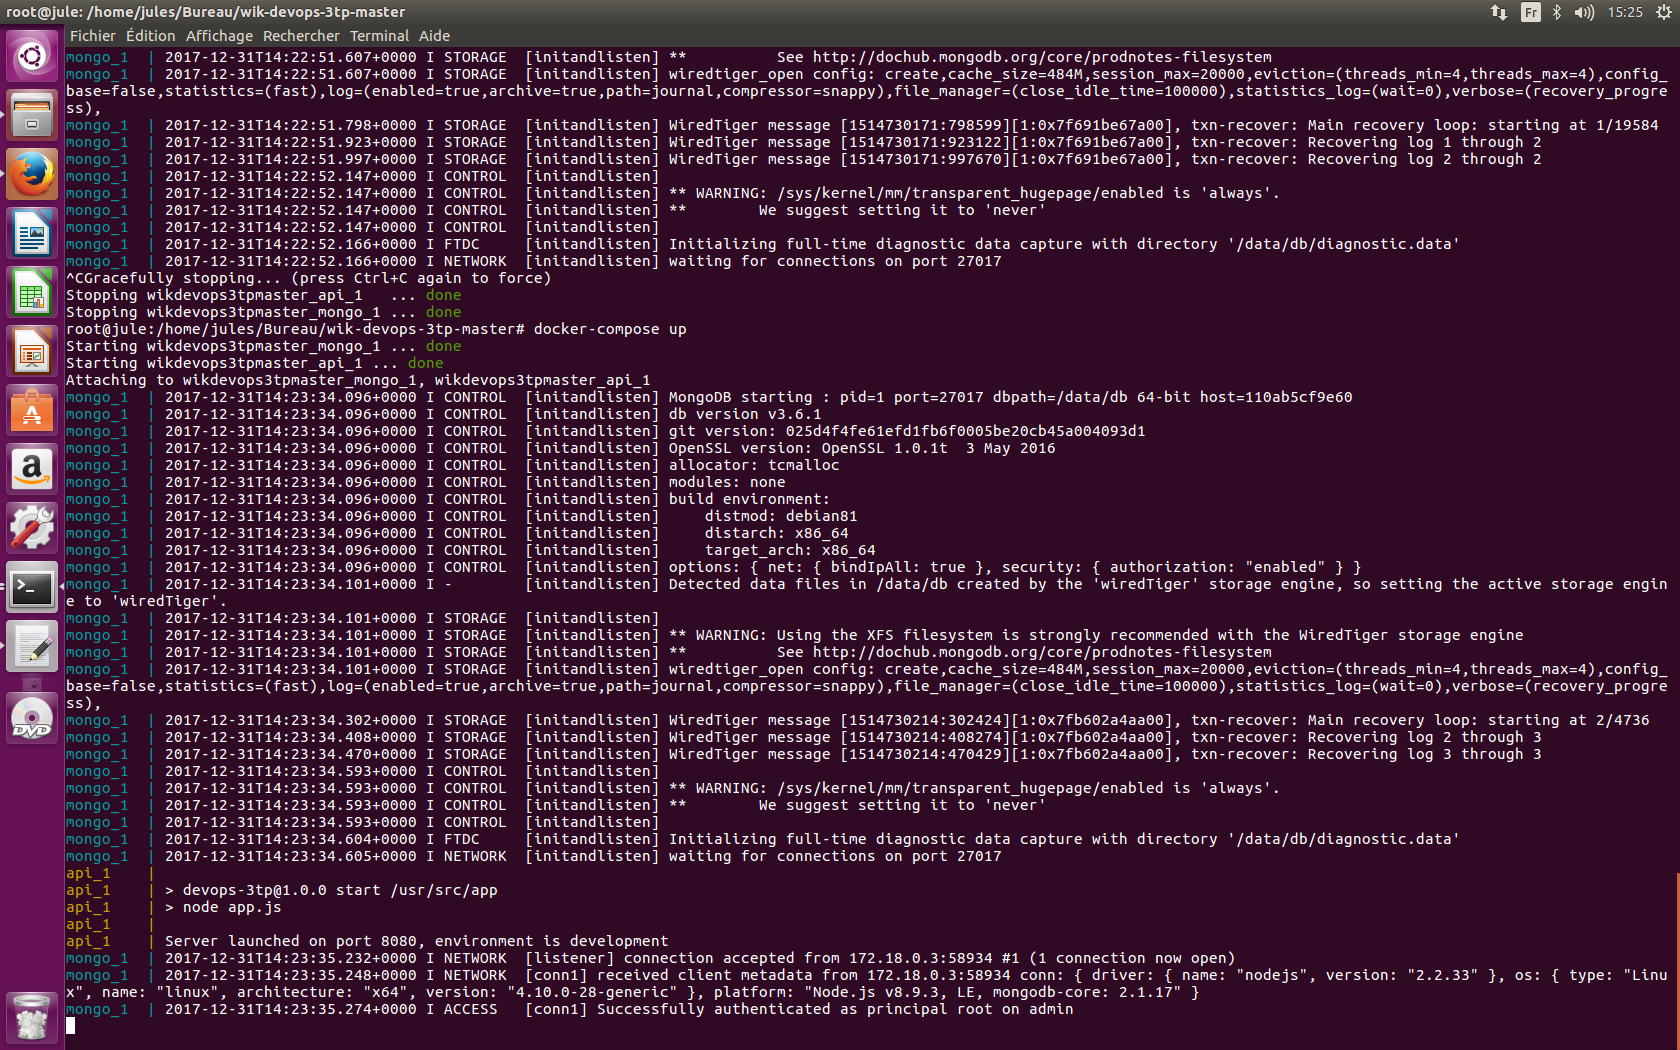 root@jule: /home/jules/Bureau/wik-devops-3tp-master
Fr
15:25
Fichier Édition Affichage Rechercher Terminal Aide
mongo_1  | 2017-12-31T14:22:51.607+0000 I STORAGE  [initandlisten] **          See http://dochub.mongodb.org/core/prodnotes-filesystem
mongo_1  | 2017-12-31T14:22:51.607+0000 I STORAGE  [initandlisten] wiredtiger_open config: create,cache_size=484M,session_max=20000,eviction=(threads_min=4,threads_max=4),config_
base=false,statistics=(fast),log=(enabled=true,archive=true,path=journal,compressor=snappy),file_manager=(close_idle_time=100000),statistics_log=(wait=0),verbose=(recovery_progre
ss),
mongo_1  | 2017-12-31T14:22:51.798+0000 I STORAGE  [initandlisten] WiredTiger message [1514730171:798599][1:0x7f691be67a00], txn-recover: Main recovery loop: starting at 1/19584
mongo_1  | 2017-12-31T14:22:51.923+0000 I STORAGE  [initandlisten] WiredTiger message [1514730171:923122][1:0x7f691be67a00], txn-recover: Recovering log 1 through 2
mongo_1  | 2017-12-31T14:22:51.997+0000 I STORAGE  [initandlisten] WiredTiger message [1514730171:997670][1:0x7f691be67a00], txn-recover: Recovering log 2 through 2
mongo_1  | 2017-12-31T14:22:52.147+0000 I CONTROL  [initandlisten]
mongo_1  | 2017-12-31T14:22:52.147+0000 I CONTROL  [initandlisten] ** WARNING: /sys/kernel/mm/transparent_hugepage/enabled is 'always'.
mongo_1  | 2017-12-31T14:22:52.147+0000 I CONTROL  [initandlisten] **        We suggest setting it to 'never'
mongo_1  | 2017-12-31T14:22:52.147+0000 I CONTROL  [initandlisten]
mongo_1  | 2017-12-31T14:22:52.166+0000 I FTDC     [initandlisten] Initializing full-time diagnostic data capture with directory '/data/db/diagnostic.data'
mongo_1  | 2017-12-31T14:22:52.166+0000 I NETWORK  [initandlisten] waiting for connections on port 27017
^CGracefully stopping... (press Ctrl+C again to force)
Stopping wikdevops3tpmaster_api_1   ... done
Stopping wikdevops3tpmaster_mongo_1 ... done
root@jule:/home/jules/Bureau/wik-devops-3tp-master# docker-compose up
Starting wikdevops3tpmaster_mongo_1 ... done
Starting wikdevops3tpmaster_api_1 ... done
Attaching to wikdevops3tpmaster_mongo_1, wikdevops3tpmaster_api_1
mongo_1  | 2017-12-31T14:23:34.096+0000 I CONTROL  [initandlisten] MongoDB starting : pid=1 port=27017 dbpath=/data/db 64-bit host=110ab5cf9e60
mongo_1  | 2017-12-31T14:23:34.096+0000 I CONTROL  [initandlisten] db version v3.6.1
mongo_1  | 2017-12-31T14:23:34.096+0000 I CONTROL  [initandlisten] git version: 025d4f4fe61efd1fb6f0005be20cb45a004093d1
mongo_1  | 2017-12-31T14:23:34.096+0000 I CONTROL  [initandlisten] OpenSSL version: OpenSSL 1.0.1t  3 May 2016
mongo_1  | 2017-12-31T14:23:34.096+0000 I CONTROL  [initandlisten] allocator: tcmalloc
mongo_1  | 2017-12-31T14:23:34.096+0000 I CONTROL  [initandlisten] modules: none
mongo_1  | 2017-12-31T14:23:34.096+0000 I CONTROL  [initandlisten] build environment:
mongo_1  | 2017-12-31T14:23:34.096+0000 I CONTROL  [initandlisten]     distmod: debian81
mongo_1  | 2017-12-31T14:23:34.096+0000 I CONTROL  [initandlisten]     distarch: x86_64
mongo_1  | 2017-12-31T14:23:34.096+0000 I CONTROL  [initandlisten]     target_arch: x86_64
mongo_1  | 2017-12-31T14:23:34.096+0000 I CONTROL  [initandlisten] options: { net: { bindIpAll: true }, security: { authorization: "enabled" } }
mongo_1  | 2017-12-31T14:23:34.101+0000 I -        [initandlisten] Detected data files in /data/db created by the 'wiredTiger' storage engine, so setting the active storage engin
e to 'wiredTiger'.
mongo_1  | 2017-12-31T14:23:34.101+0000 I STORAGE  [initandlisten]
mongo_1  | 2017-12-31T14:23:34.101+0000 I STORAGE  [initandlisten] ** WARNING: Using the XFS filesystem is strongly recommended with the WiredTiger storage engine
mongo_1  | 2017-12-31T14:23:34.101+0000 I STORAGE  [initandlisten] **          See http://dochub.mongodb.org/core/prodnotes-filesystem
mongo_1  | 2017-12-31T14:23:34.101+0000 I STORAGE  [initandlisten] wiredtiger_open config: create,cache_size=484M,session_max=20000,eviction=(threads_min=4,threads_max=4),config_
base=false,statistics=(fast),log=(enabled=true,archive=true,path=journal,compressor=snappy),file_manager=(close_idle_time=100000),statistics_log=(wait=0),verbose=(recovery_progre
ss),
mongo_1  | 2017-12-31T14:23:34.302+0000 I STORAGE  [initandlisten] WiredTiger message [1514730214:302424][1:0x7fb602a4aa00], txn-recover: Main recovery loop: starting at 2/4736
mongo_1  | 2017-12-31T14:23:34.408+0000 I STORAGE  [initandlisten] WiredTiger message [1514730214:408274][1:0x7fb602a4aa00], txn-recover: Recovering log 2 through 3
mongo_1  | 2017-12-31T14:23:34.470+0000 I STORAGE  [initandlisten] WiredTiger message [1514730214:470429][1:0x7fb602a4aa00], txn-recover: Recovering log 3 through 3
mongo_1  | 2017-12-31T14:23:34.593+0000 I CONTROL  [initandlisten]
mongo_1  | 2017-12-31T14:23:34.593+0000 I CONTROL  [initandlisten] ** WARNING: /sys/kernel/mm/transparent_hugepage/enabled is 'always'.
mongo_1  | 2017-12-31T14:23:34.593+0000 I CONTROL  [initandlisten] **        We suggest setting it to 'never'
mongo_1  | 2017-12-31T14:23:34.593+0000 I CONTROL  [initandlisten]
mongo_1  | 2017-12-31T14:23:34.604+0000 I FTDC     [initandlisten] Initializing full-time diagnostic data capture with directory '/data/db/diagnostic.data'
mongo_1  | 2017-12-31T14:23:34.605+0000 I NETWORK  [initandlisten] waiting for connections on port 27017
api_1    |
api_1    | > devops-3tp@1.0.0 start /usr/src/app
api_1    | > node app.js
api_1    |
api_1    | Server launched on port 8080, environment is development
mongo_1  | 2017-12-31T14:23:35.232+0000 I NETWORK  [listener] connection accepted from 172.18.0.3:58934 #1 (1 connection now open)
mongo_1  | 2017-12-31T14:23:35.248+0000 I NETWORK  [conn1] received client metadata from 172.18.0.3:58934 conn: { driver: { name: "nodejs", version: "2.2.33" }, os: { type: "Linu
x", name: "linux", architecture: "x64", version: "4.10.0-28-generic" }, platform: "Node.js v8.9.3, LE, mongodb-core: 2.1.17" }
mongo_1  | 2017-12-31T14:23:35.274+0000 I ACCESS   [conn1] Successfully authenticated as principal root on admin
A
a
>_
DVD